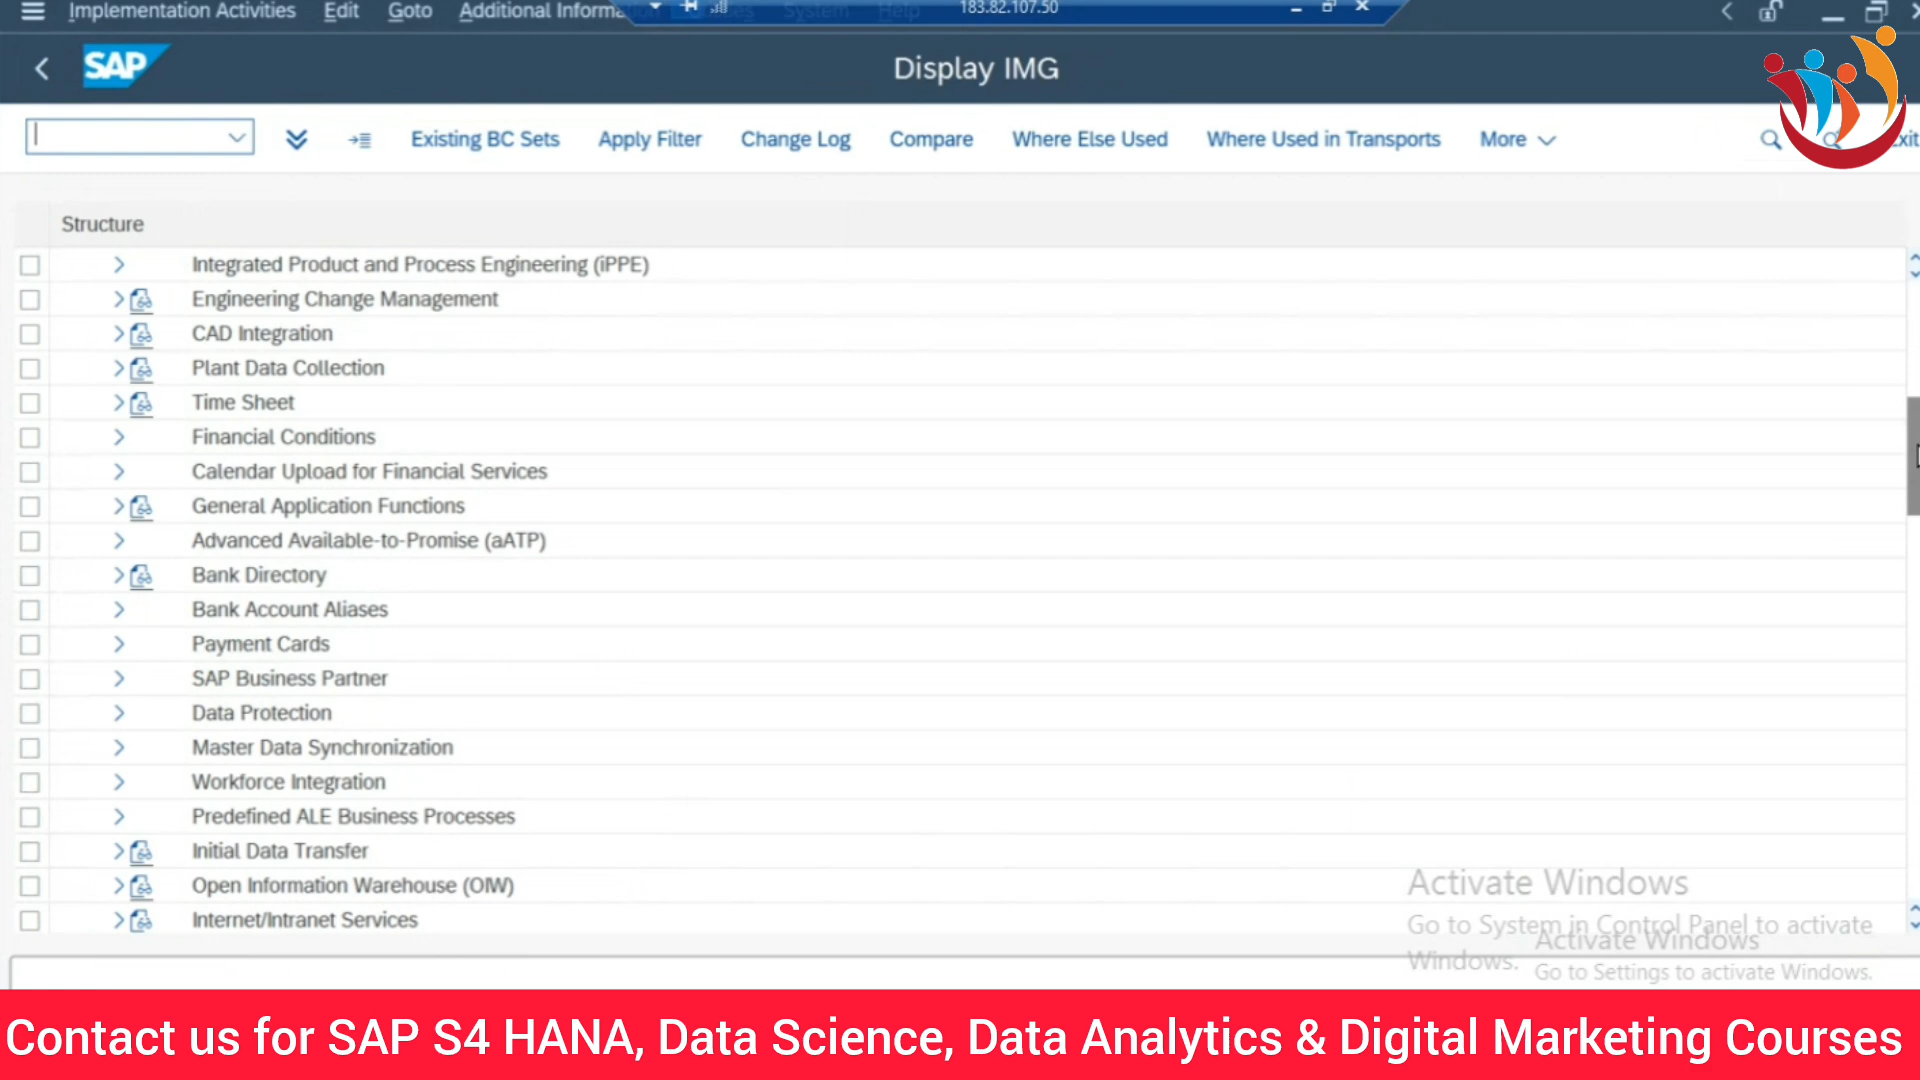 Implementation Activities Edit Goto Additional Informa System Help 183.82.107.50
SAP Display IMG
Existing BC Sets Apply Filter Change Log Compare Where Else Used Where Used in Transports More xit
Structure
Integrated Product and Process Engineering (iPPE)
Engineering Change Management
CAD Integration
Plant Data Collection
Time Sheet
Financial Conditions
Calendar Upload for Financial Services
General Application Functions
Advanced Available-to-Promise (aATP)
Bank Directory
Bank Account Aliases
Payment Cards
SAP Business Partner
Data Protection
Master Data Synchronization
Workforce Integration
Predefined ALE Business Processes
Initial Data Transfer
Open Information Warehouse (OIW)
Internet/Intranet Services
Activate Windows
Go to System in Control Panel to activate
Windows.
Activate Windows
Go to Settings to activate Windows.
Contact us for SAP S4 HANA, Data Science, Data Analytics & Digital Marketing Courses